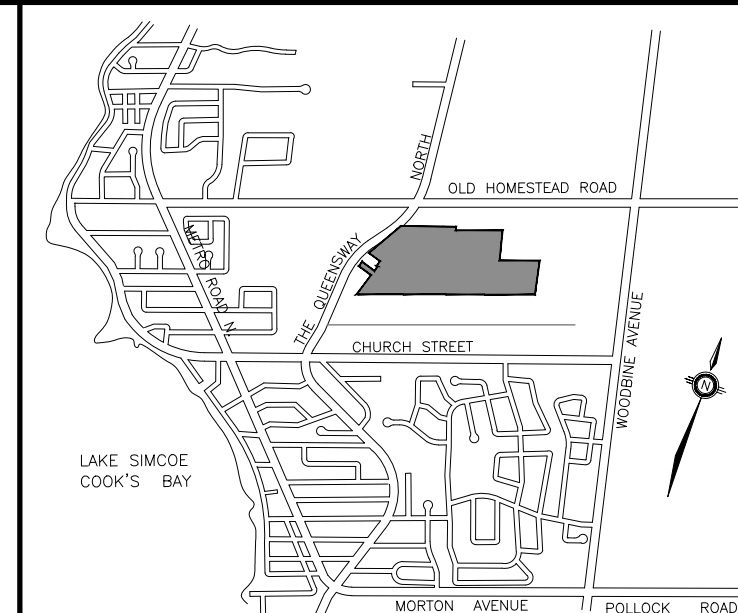 NORTH
OLD HOMESTEAD ROAD
METRO ROAD N.
THE QUEENSWAY
CHURCH STREET
WOODBINE AVENUE
N
LAKE SIMCOE
COOK'S BAY
MORTON AVENUE
POLLOCK ROAD